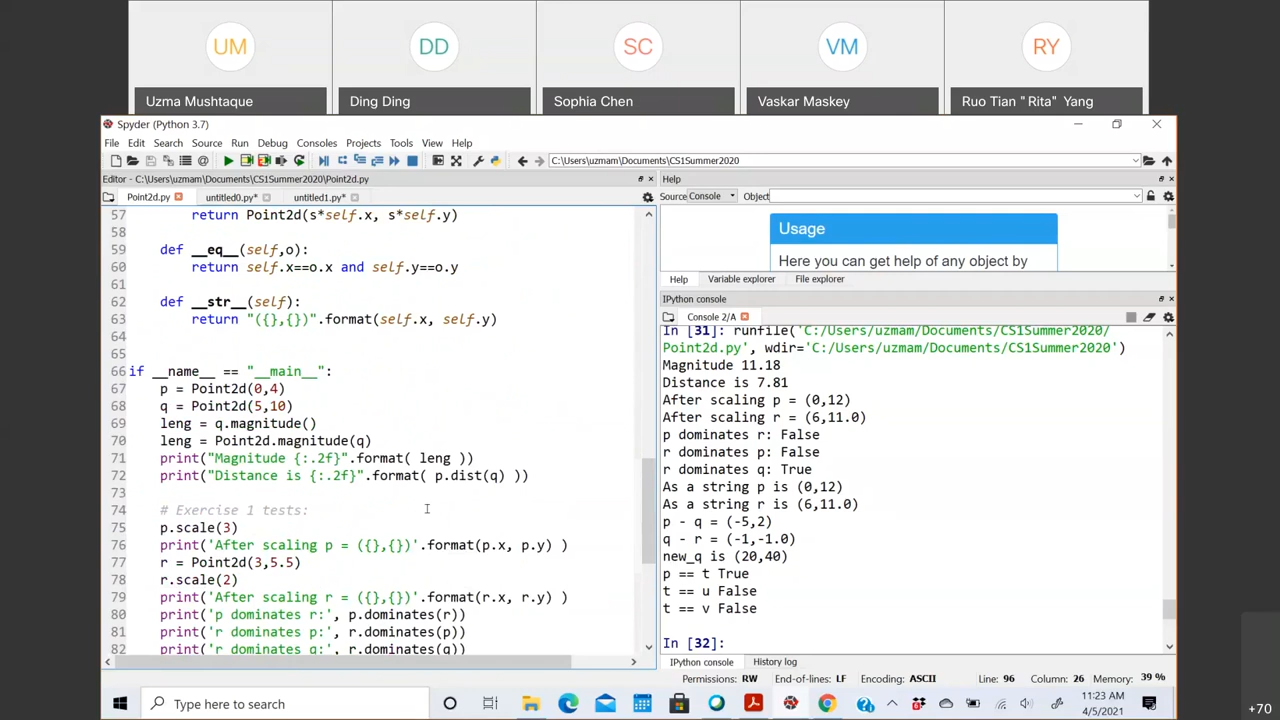 UM
DD
SC
VM
RY
Uzma Mushtaque
Ding Ding
Sophia Chen
Vaskar Maskey
Ruo Tian "Rita" Yang
Spyder (Python 3.7)
File Edit Search Source Run Debug Consoles Projects Tools View Help
C:\Users\uzmam\Documents\CS1Summer2020
Editor - C:\Users\uzmam\Documents\CS1Summer2020\Point2d.py
Point2d.py untitled0.py* untitled1.py*
57 return Point2d(s*self.x, s*self.y)
58
59 def __eq__(self,o):
60 return self.x==o.x and self.y==o.y
61
62 def __str__(self):
63 return "({},{})".format(self.x, self.y)
64
65
66 if __name__ == "__main__":
67 p = Point2d(0,4)
68 q = Point2d(5,10)
69 leng = q.magnitude()
70 leng = Point2d.magnitude(q)
71 print("Magnitude {:.2f}".format( leng ))
72 print("Distance is {:.2f}".format( p.dist(q) ))
73
74 # Exercise 1 tests:
75 p.scale(3)
76 print('After scaling p = ({},{})'.format(p.x, p.y) )
77 r = Point2d(3,5.5)
78 r.scale(2)
79 print('After scaling r = ({},{})'.format(r.x, r.y) )
80 print('p dominates r:', p.dominates(r))
81 print('r dominates p:', r.dominates(p))
82 print('r dominates q:', r.dominates(q))
Help
Source Console Object
Usage
Here you can get help of any object by
Help Variable explorer File explorer
IPython console
Console 2/A
In [31]: runfile('C:/Users/uzmam/Documents/CS1Summer2020/
Point2d.py', wdir='C:/Users/uzmam/Documents/CS1Summer2020')
Magnitude 11.18
Distance is 7.81
After scaling p = (0,12)
After scaling r = (6,11.0)
p dominates r: False
r dominates p: False
r dominates q: True
As a string p is (0,12)
As a string r is (6,11.0)
p - q = (-5,2)
q - r = (-1,-1.0)
new_q is (20,40)
p == t True
t == u False
t == v False
In [32]:
IPython console History log
Permissions: RW End-of-lines: LF Encoding: ASCII Line: 96 Column: 26 Memory: 39 %
Type here to search
11:23 AM
4/5/2021
+70